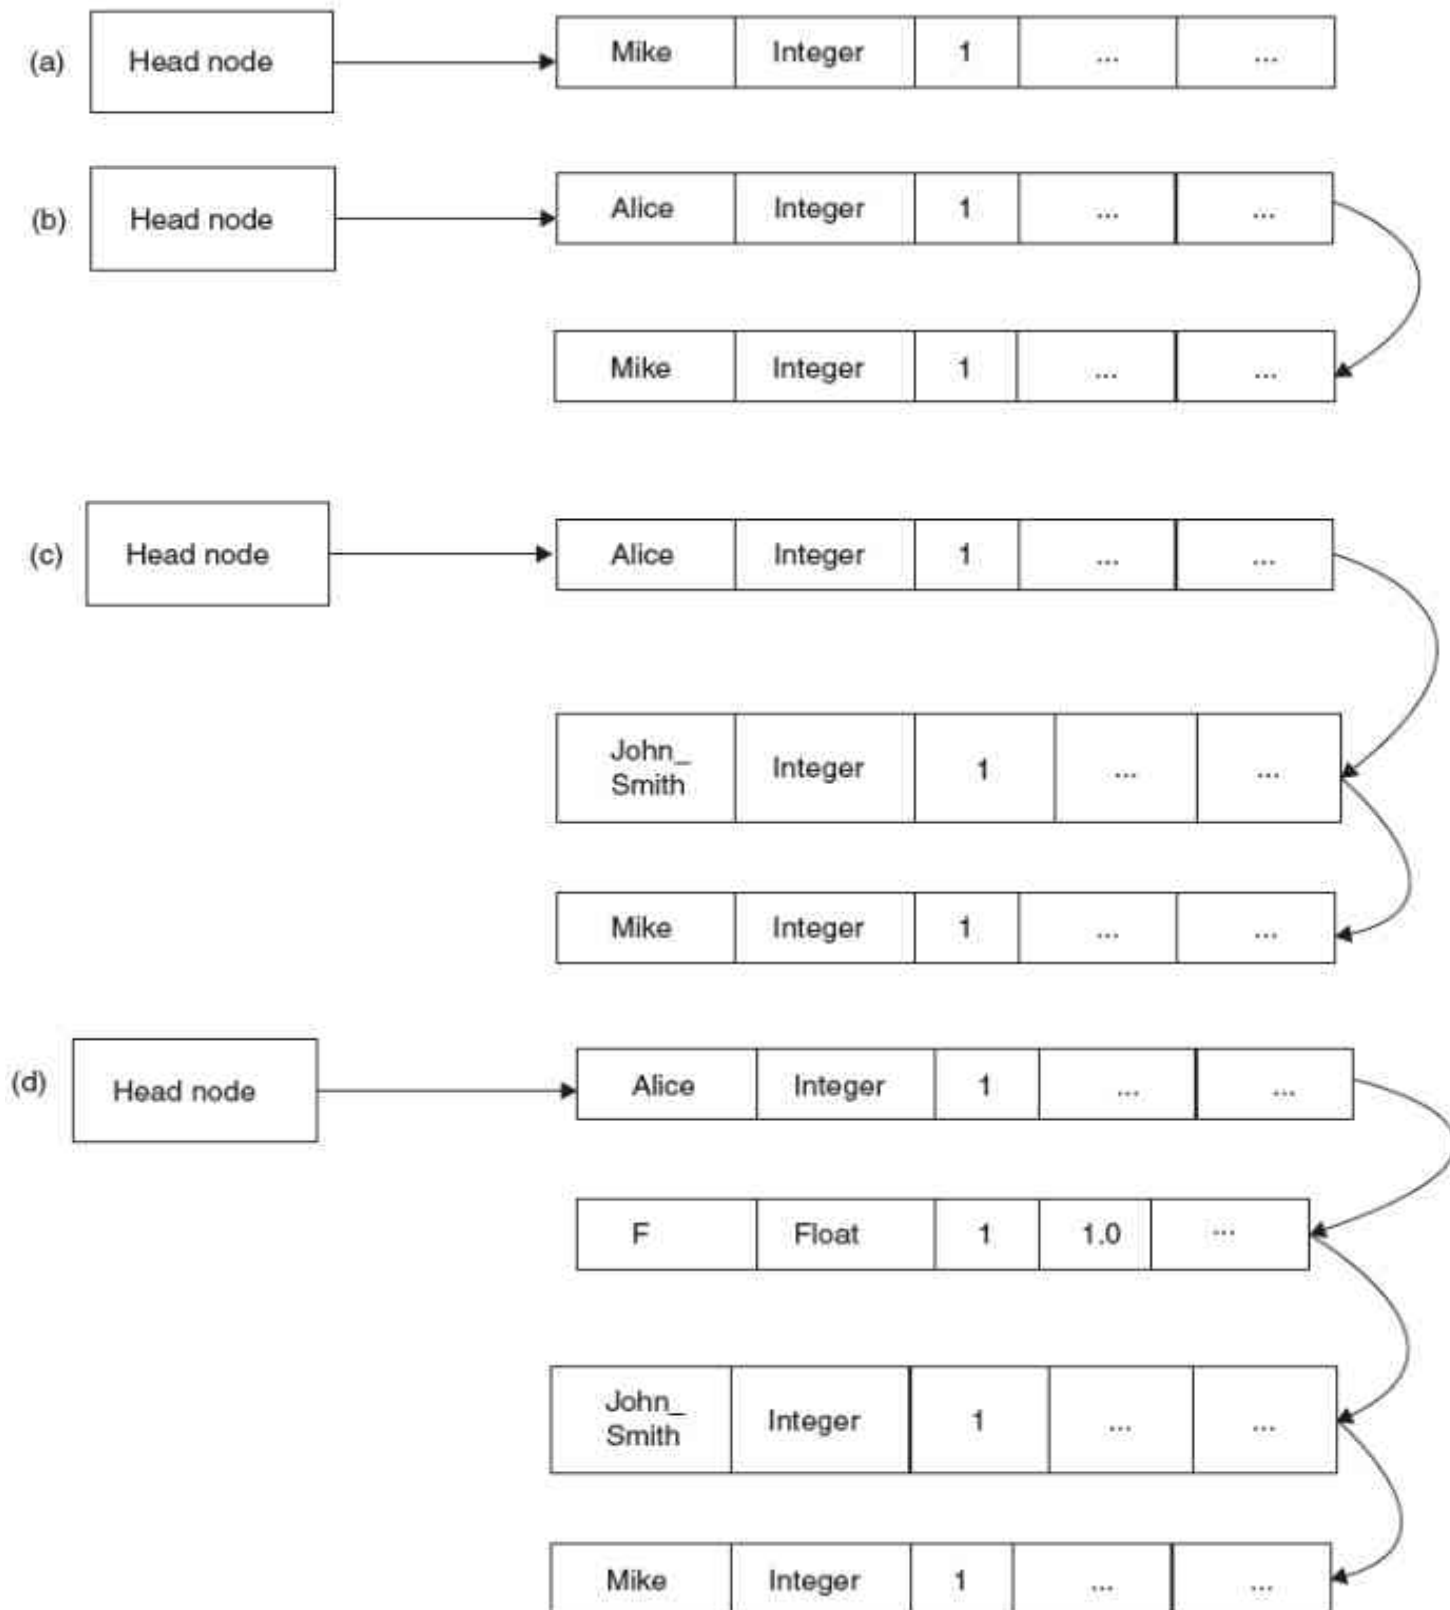 (a) Head node Mike Integer 1 ... ...
(b) Head node Alice Integer 1 ... ...
Mike Integer 1 ... ...
(c) Head node Alice Integer 1 ... ...
John_
Smith Integer 1 ... ...
Mike Integer 1 ... ...
(d) Head node Alice Integer 1 ... ...
F Float 1 1.0 ...
John_
Smith Integer 1 ... ...
Mike Integer 1 ... ...